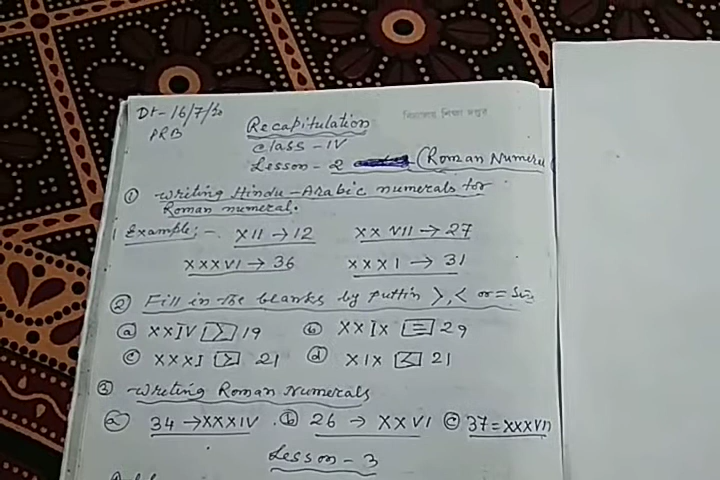 Dt-16/7/20
PRB
Recapitulation
Class - IV
Lesson - 2 (Roman Numeru
① writing Hindu-Arabic numerals for
Roman numeral.
Example:- XII → 12 XXVII → 27
XXXVI → 36 XXXI → 31
② Fill in the blanks by puttin >, < or = Sig
ⓐ XXIV > 19 ⓑ XXIX = 29
ⓒ XXXI > 21 ⓓ XIX < 21
③ writing Roman Numerals
ⓐ 34 → XXXIV ⓑ 26 → XXVI ⓒ 37 = XXXVII
Lesson - 3